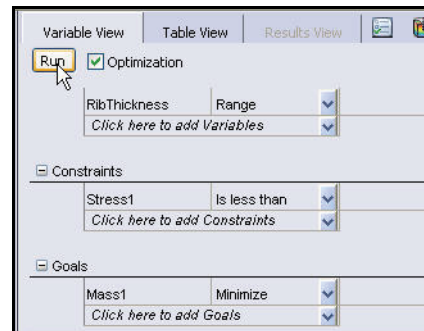 Variable View Table View Results View
Run Optimization
RibThickness Range
Click here to add Variables
Constraints
Stress1 Is less than
Click here to add Constraints
Goals
Mass1 Minimize
Click here to add Goals